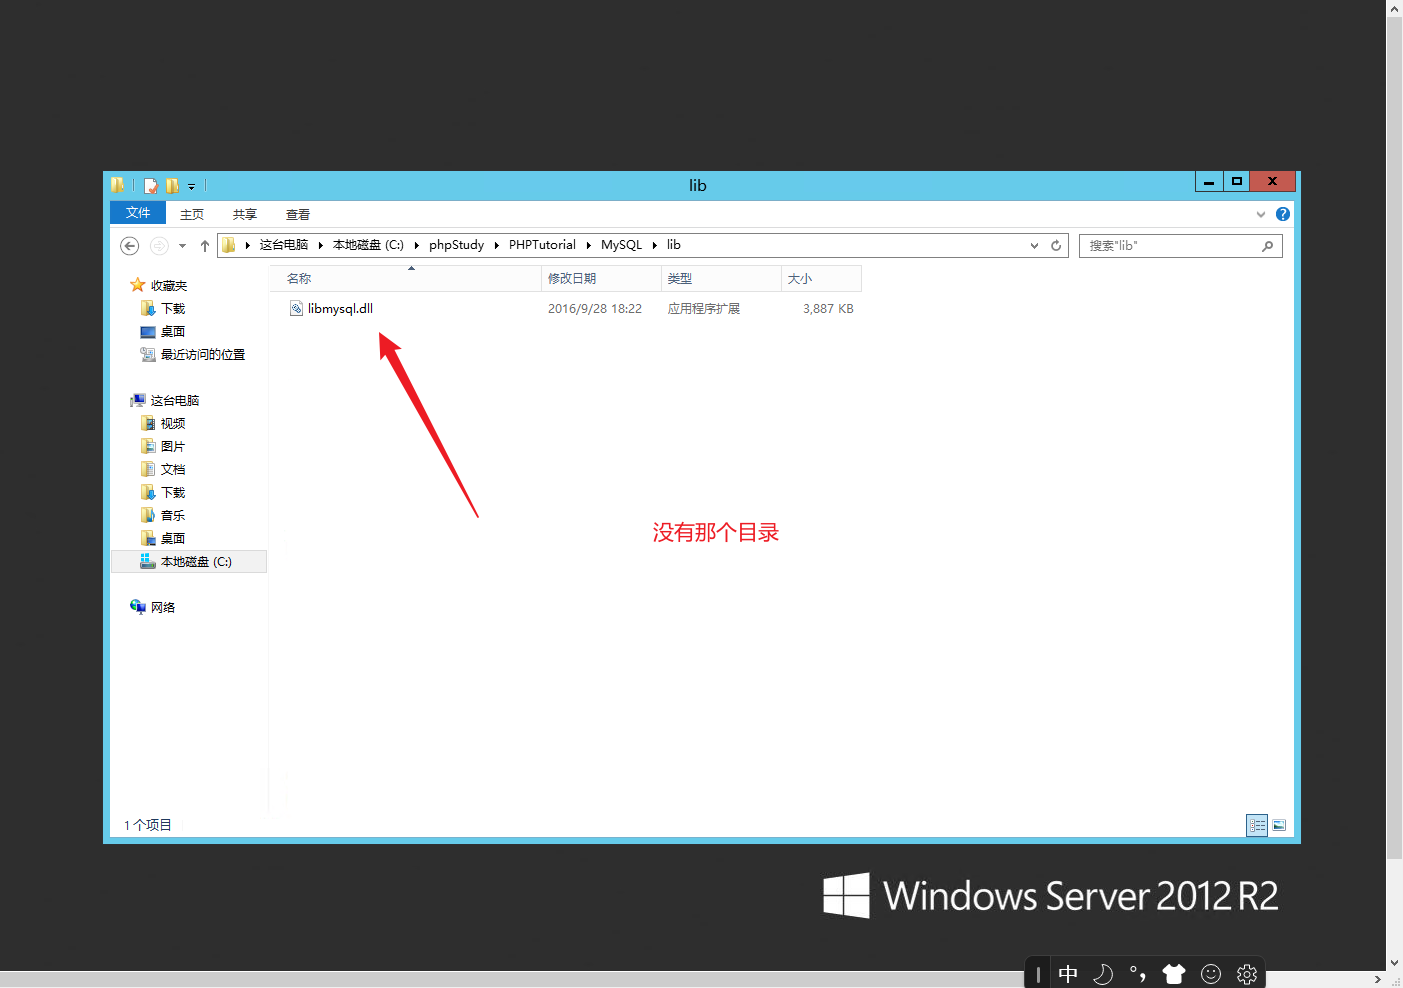 lib
文件 主页 共享 查看
这台电脑 本地磁盘 (C:) phpStudy PHPTutorial MySQL lib 搜索"lib"
名称 修改日期 类型 大小
libmysql.dll 2016/9/28 18:22 应用程序扩展 3,887 KB
收藏夹
下载
桌面
最近访问的位置
这台电脑
视频
图片
文档
下载
音乐
桌面
本地磁盘 (C:)
网络
没有那个目录
1 个项目
Windows Server 2012 R2
中